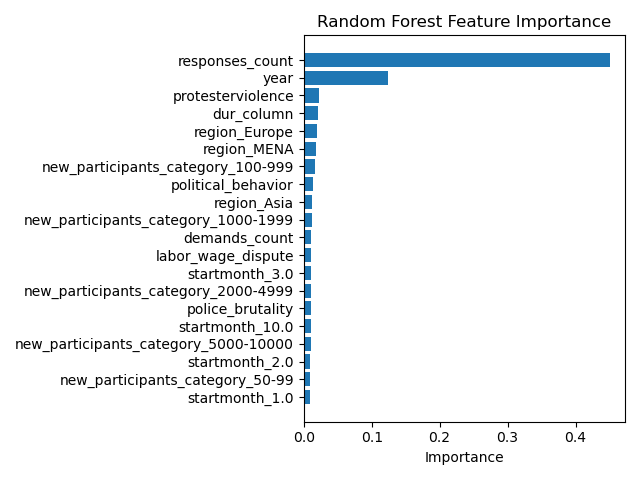 Random Forest Feature Importance
responses_count
year
protesterviolence
dur_column
region_Europe
region_MENA
new_participants_category_100-999
political_behavior
region_Asia
new_participants_category_1000-1999
demands_count
labor_wage_dispute
startmonth_3.0
new_participants_category_2000-4999
police_brutality
startmonth_10.0
new_participants_category_5000-10000
startmonth_2.0
new_participants_category_50-99
startmonth_1.0
0.0 0.1 0.2 0.3 0.4
Importance